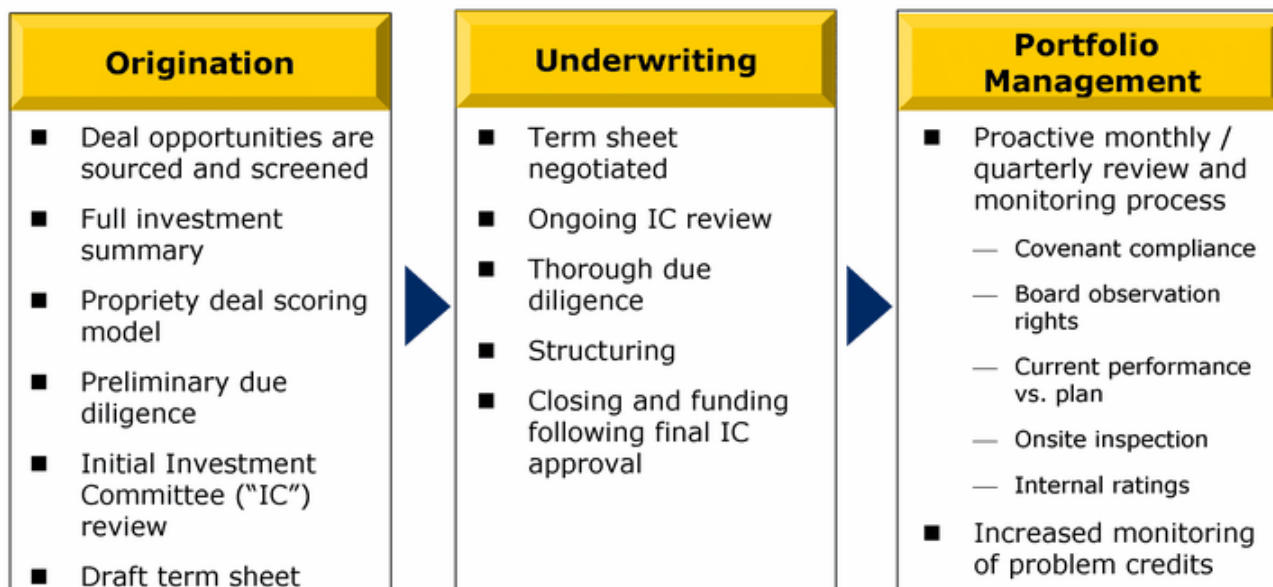 Origination
■ Deal opportunities are
sourced and screened
■ Full investment
summary
■ Propriety deal scoring
model
■ Preliminary due
diligence
■ Initial Investment
Committee (“IC”)
review
■ Draft term sheet
Underwriting
■ Term sheet
negotiated
■ Ongoing IC review
■ Thorough due
diligence
■ Structuring
■ Closing and funding
following final IC
approval
Portfolio
Management
■ Proactive monthly /
quarterly review and
monitoring process
— Covenant compliance
— Board observation
rights
— Current performance
vs. plan
— Onsite inspection
— Internal ratings
■ Increased monitoring
of problem credits